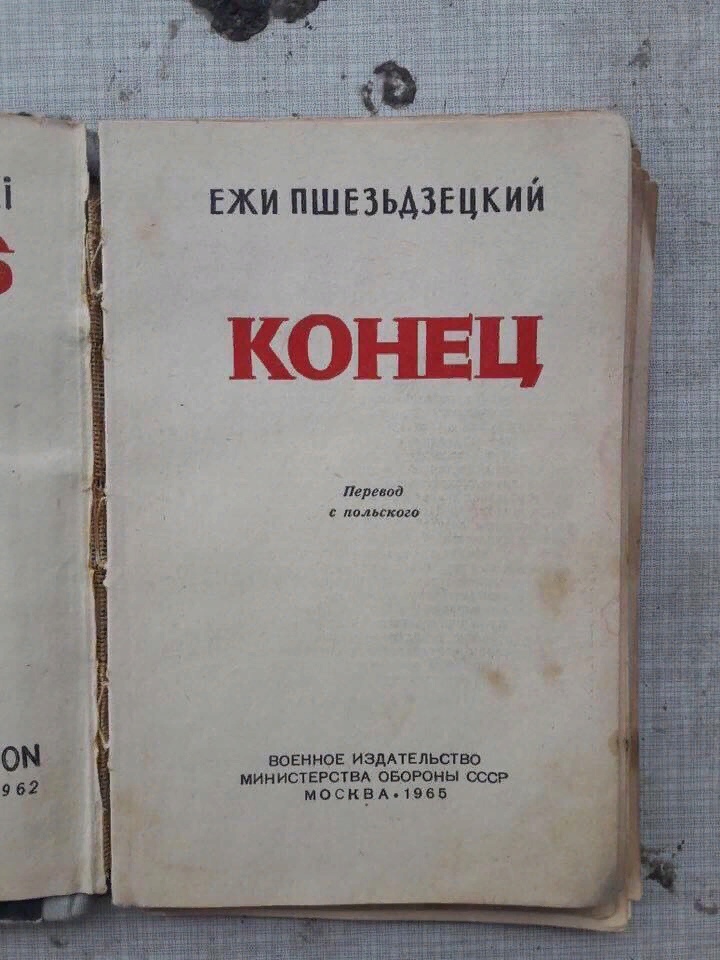 i
S
ON
962
ЕЖИ ПШЕЗЬДЗЕЦКИЙ
КОНЕЦ
Перевод
с польского
ВОЕННОЕ ИЗДАТЕЛЬСТВО
МИНИСТЕРСТВА ОБОРОНЫ СССР
МОСКВА • 1965